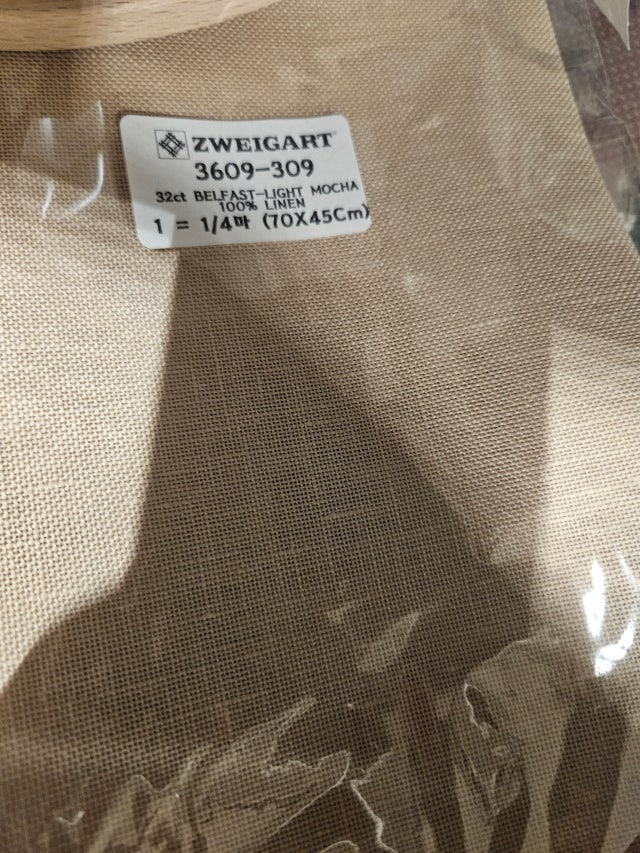 ZWEIGART
3609-309
32ct BELFAST-LIGHT MOCHA
100% LINEN
1 = 1/4마 (70X45Cm)